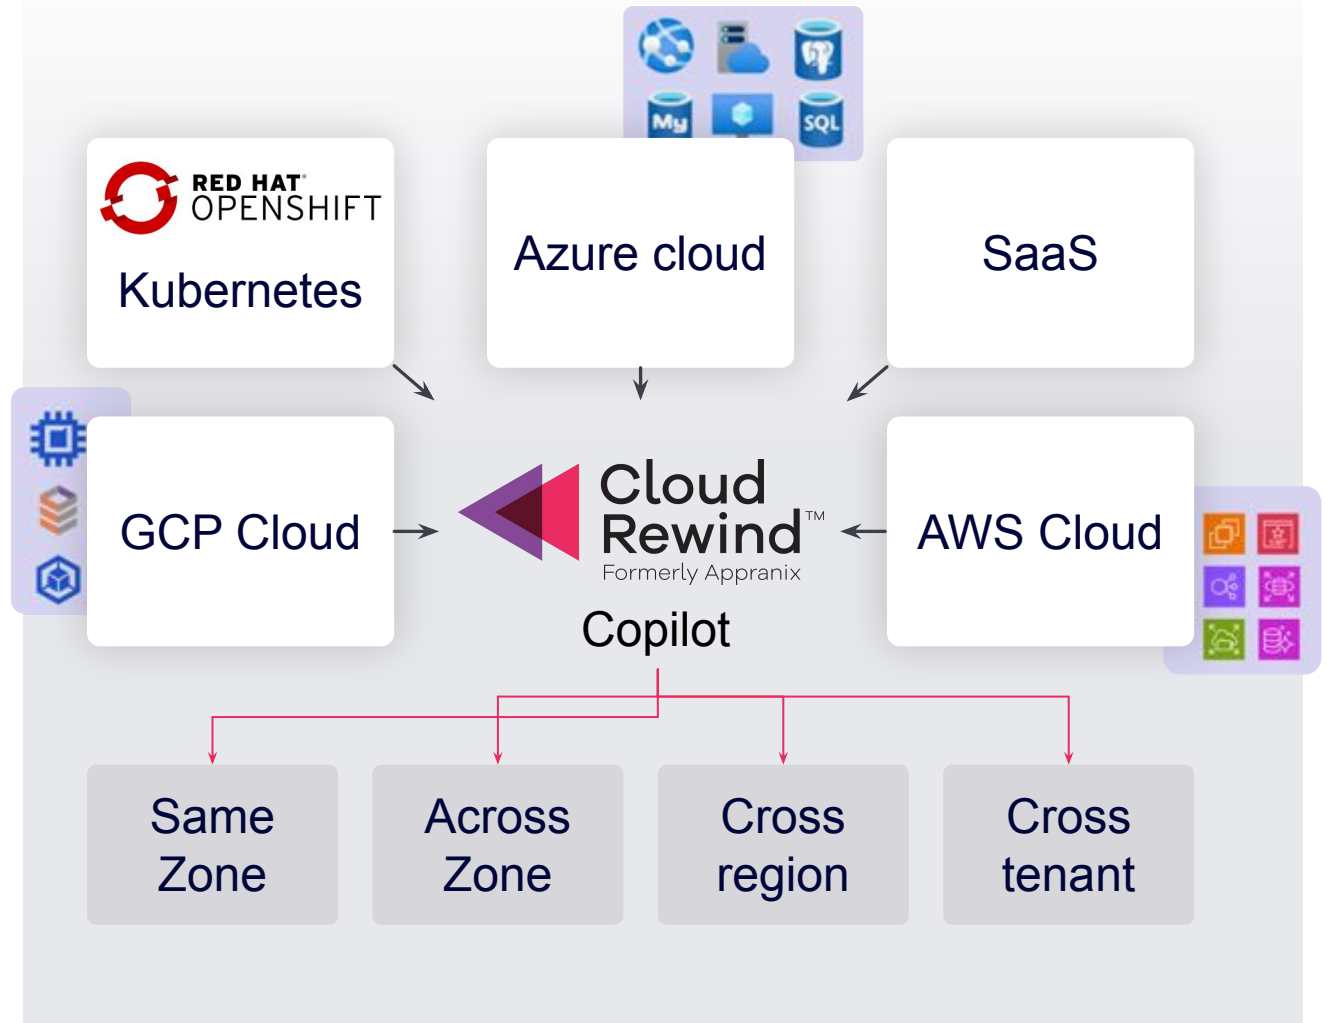 My
SQL
RED HAT®
OPENSHIFT
Kubernetes
Azure cloud
SaaS
GCP Cloud
Cloud
Rewind™
Formerly Appranix
Copilot
AWS Cloud
Same
Zone
Across
Zone
Cross
region
Cross
tenant